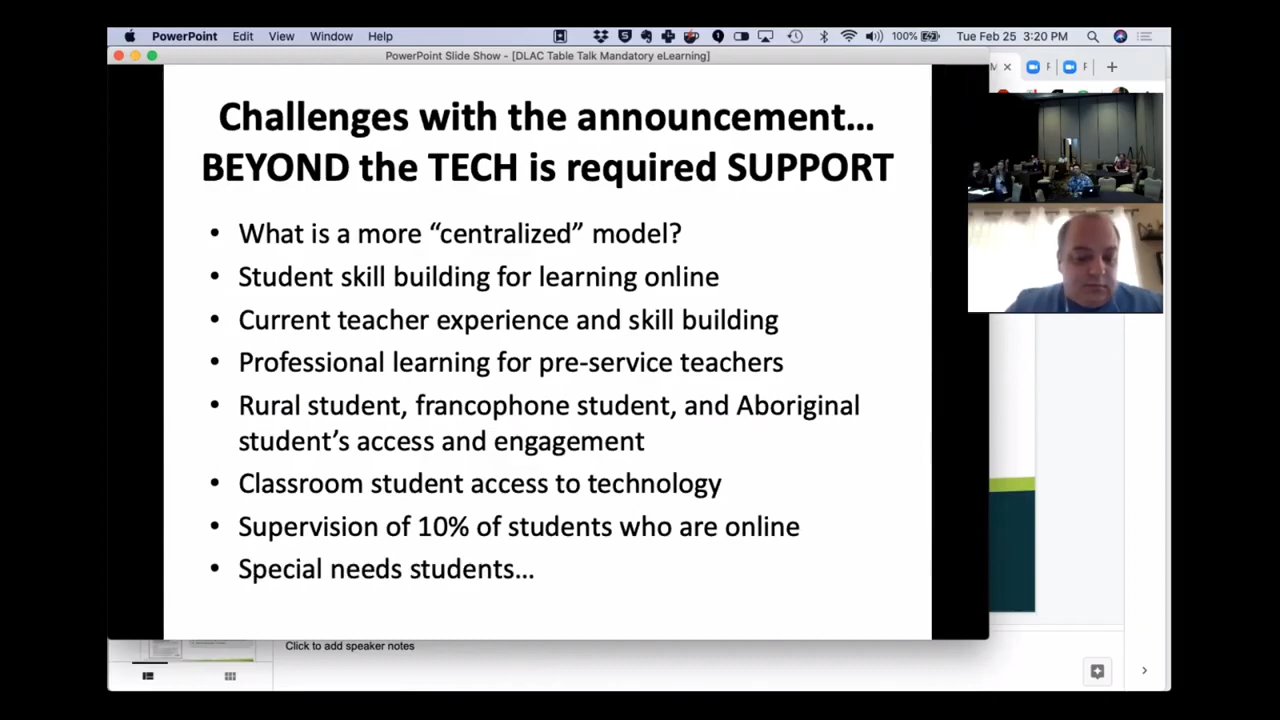 PowerPoint Edit View Window Help 100% Tue Feb 25 3:20 PM
PowerPoint Slide Show - [DLAC Table Talk Mandatory eLearning]
Challenges with the announcement…
BEYOND the TECH is required SUPPORT
• What is a more “centralized” model?
• Student skill building for learning online
• Current teacher experience and skill building
• Professional learning for pre-service teachers
• Rural student, francophone student, and Aboriginal
student’s access and engagement
• Classroom student access to technology
• Supervision of 10% of students who are online
• Special needs students…
Click to add speaker notes